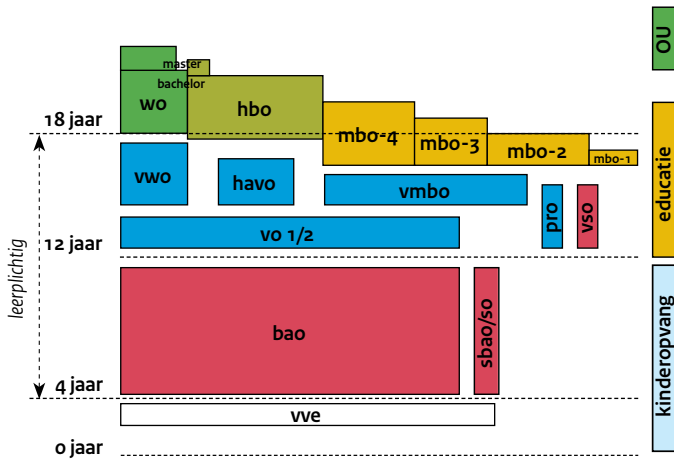 OU
master
bachelor
wo
hbo
18 jaar
mbo-4
mbo-3
mbo-2
mbo-1
vwo
havo
vmbo
pro
vso
educatie
vo 1/2
12 jaar
leerplichtig
bao
sbao/so
kinderopvang
4 jaar
vve
0 jaar